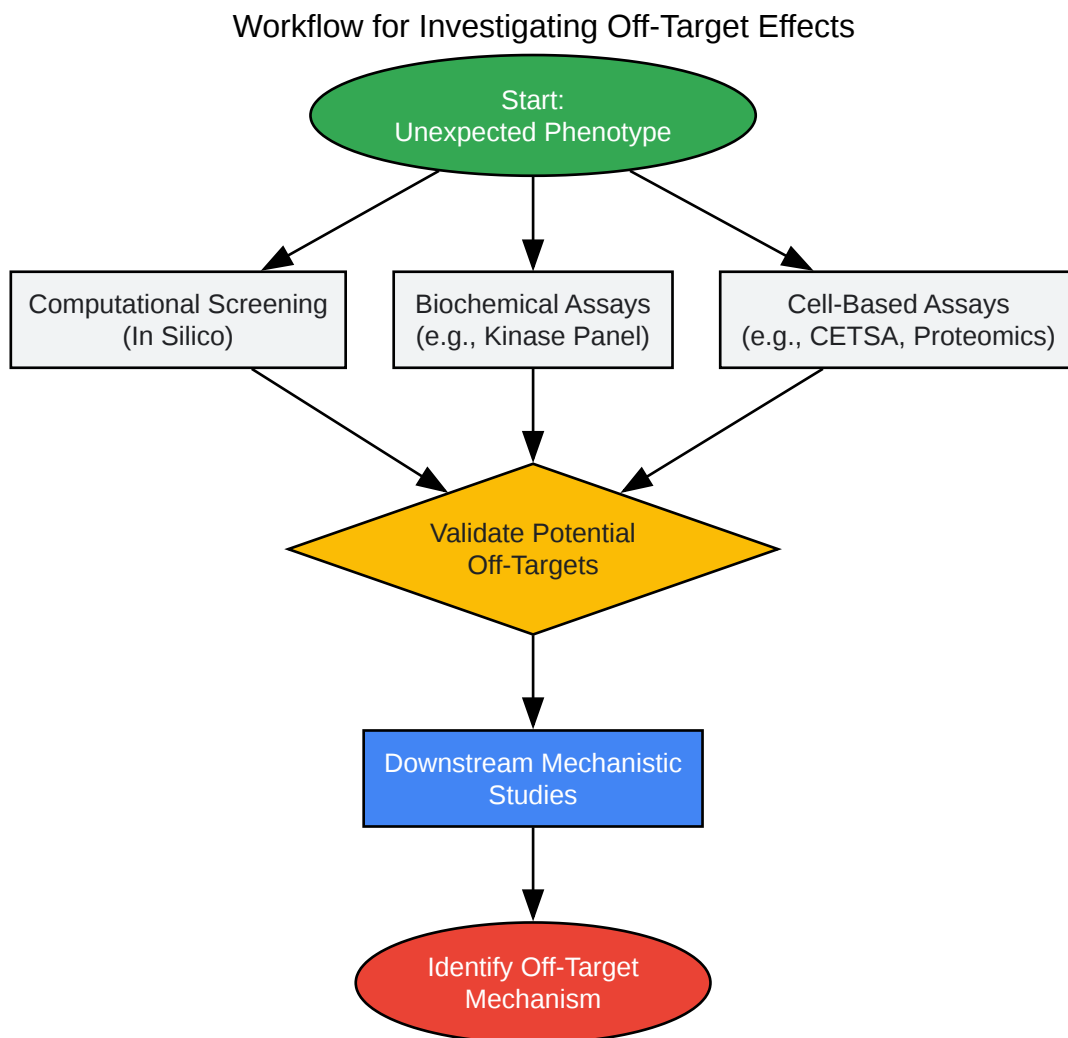 Workflow for Investigating Off-Target Effects
Start:
Unexpected Phenotype
Computational Screening
(In Silico)
Biochemical Assays
(e.g., Kinase Panel)
Cell-Based Assays
(e.g., CETSA, Proteomics)
Validate Potential
Off-Targets
Downstream Mechanistic
Studies
Identify Off-Target
Mechanism